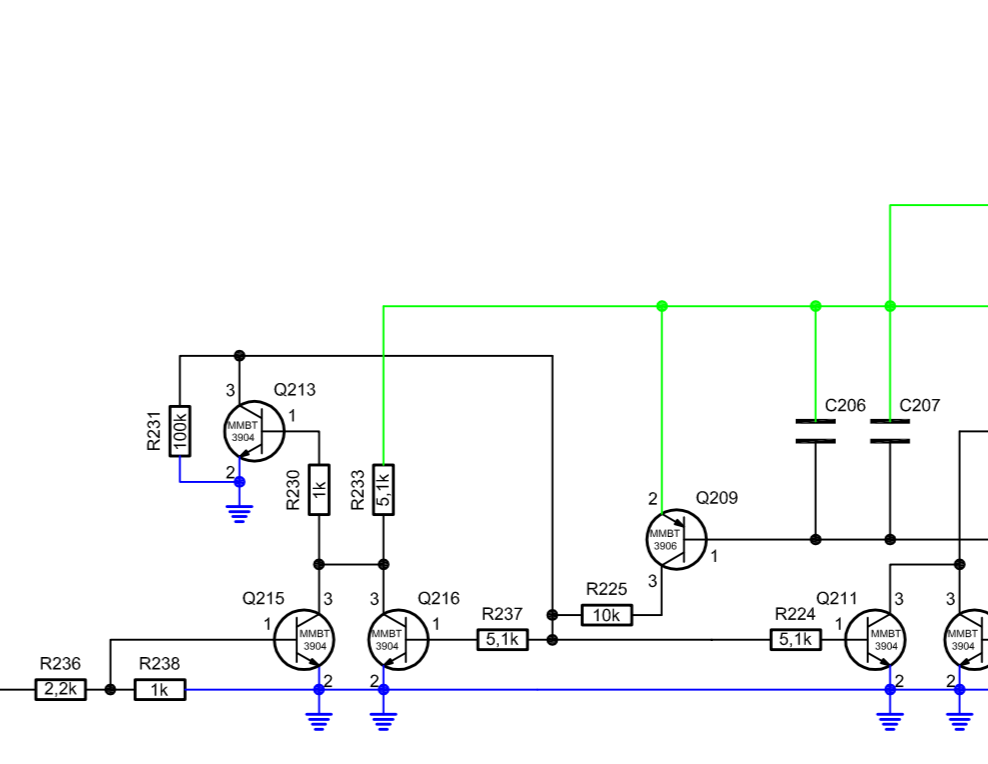 C206
C207
Q213
3
1
R231
100k
MMBT
3904
2
R230
1k
R233
5,1k
2
Q209
MMBT
3906
1
3
R225
10k
Q215
3
1
MMBT
3904
2
3
Q216
MMBT
3904
1
2
R237
5,1k
R224
5,1k
Q211
3
1
MMBT
3904
2
3
MMBT
3904
2
R236
2,2k
R238
1k